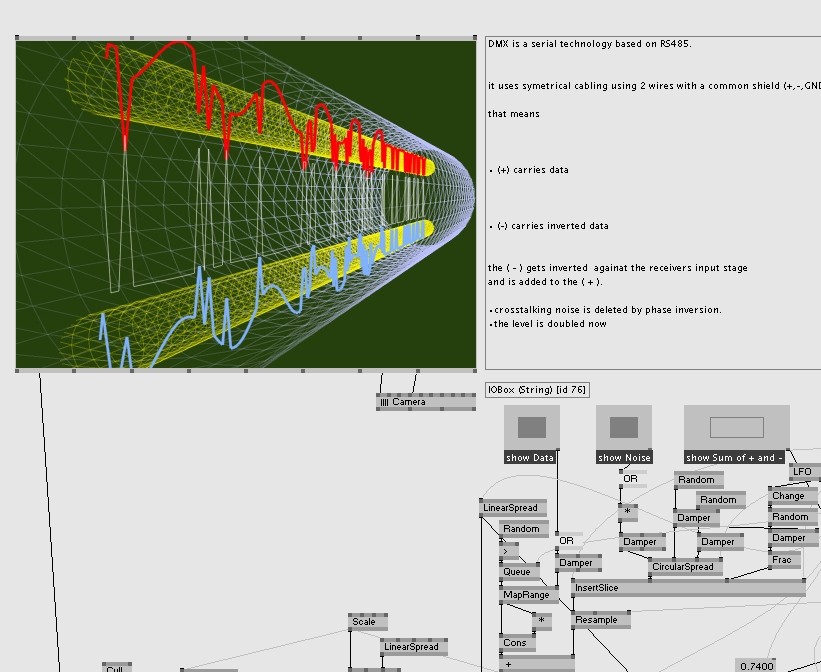 DMX is a serial technology based on RS485.
it uses symetrical cabling using 2 wires with a common shield (+,-,GND
that means
• (+) carries data
• (-) carries inverted data
the ( - ) gets inverted againat the receivers input stage
and is added to the ( + ).
•crosstalking noise is deleted by phase inversion.
•the level is doubled now
IOBox (String) [id 76]
Camera
show Data
show Noise
show Sum of + and -
OR
LFO
Random
Change
Random
LinearSpread
*
Damper
Random
Random
OR
Damper
Damper
Damper
>
Damper
CircularSpread
Frac
Queue
InsertSlice
MapRange
Scale
*
Resample
LinearSpread
Cons
+
Cull
0.7400